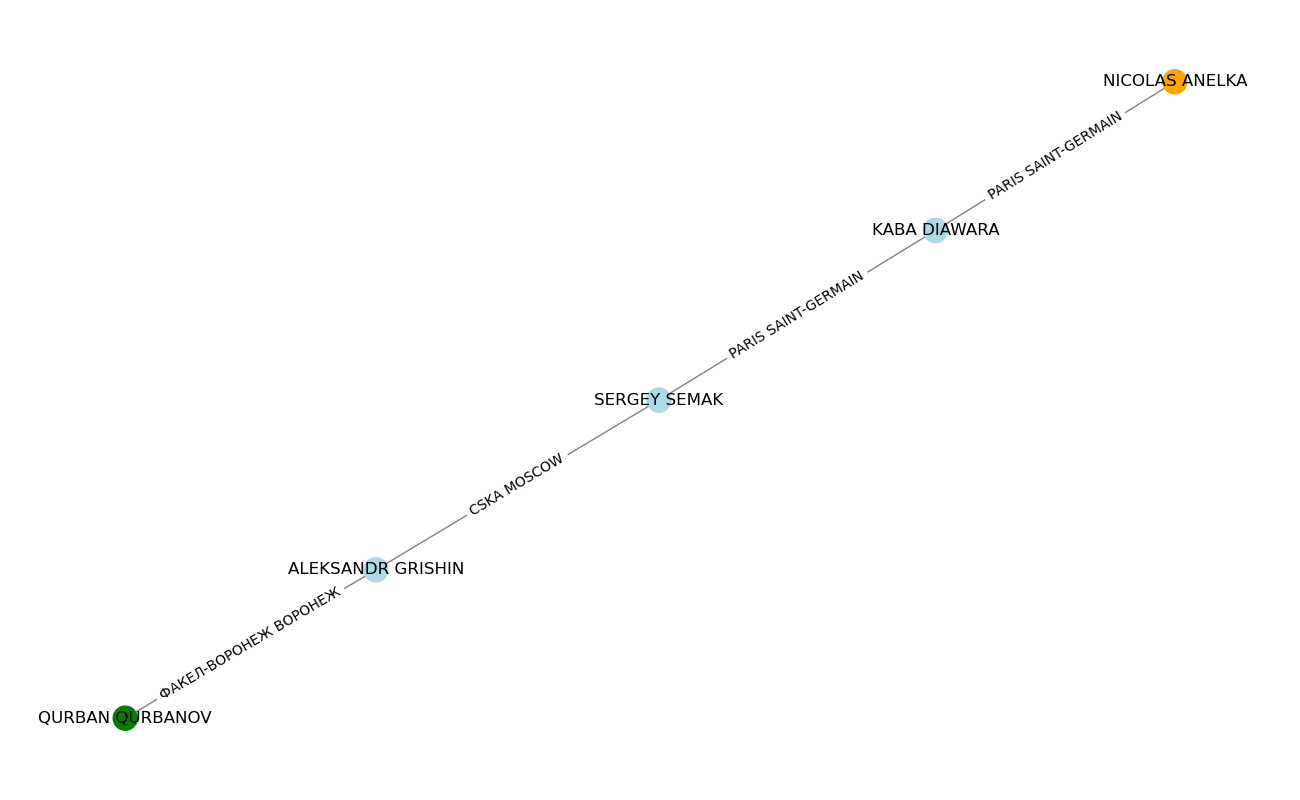 NICOLAS ANELKA
PARIS SAINT-GERMAIN
KABA DIAWARA
PARIS SAINT-GERMAIN
SERGEY SEMAK
CSKA MOSCOW
ALEKSANDR GRISHIN
ФАКЕЛ-ВОРОНЕЖ ВОРОНЕЖ
QURBAN QURBANOV